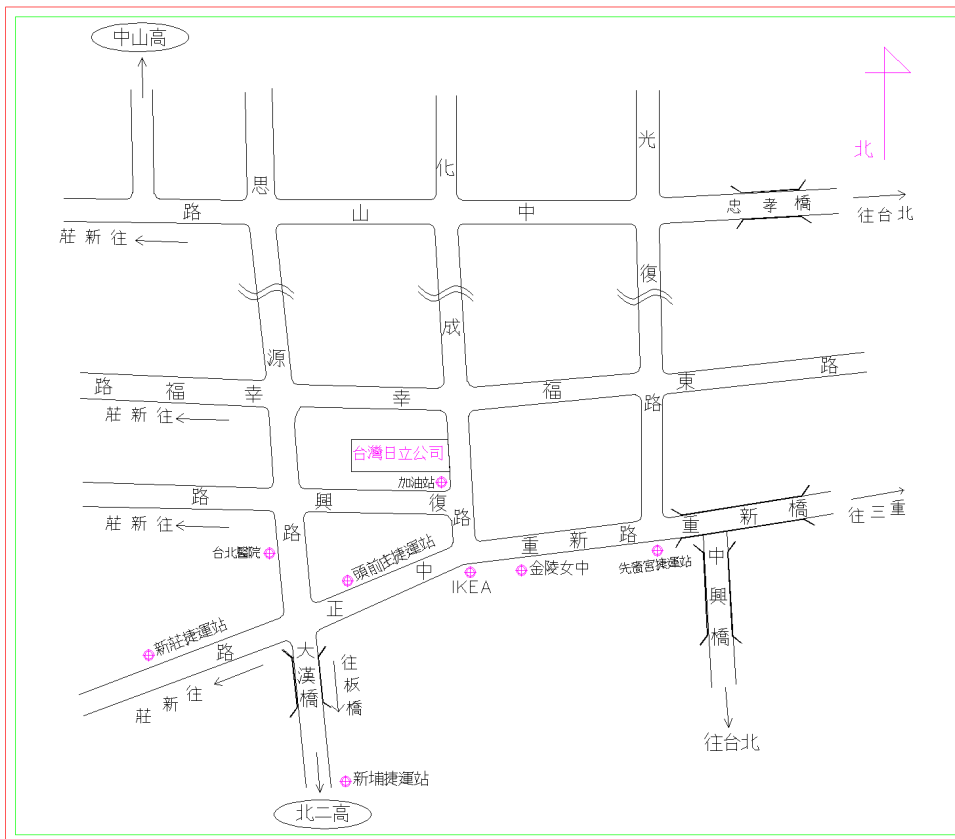 中山高
北
思源路
化成路
光復路
路山中
忠孝橋
往台北
莊新往
路福幸
幸福東路
莊新往
台灣日立公司
加油站
路興復
莊新往
台北醫院
頭前庄捷運站
重新路
重新橋
往三重
IKEA
金陵女中
先嗇宮捷運站
中興橋
往台北
中正路
新莊捷運站
莊新往
大漢橋
往板橋
新埔捷運站
北二高